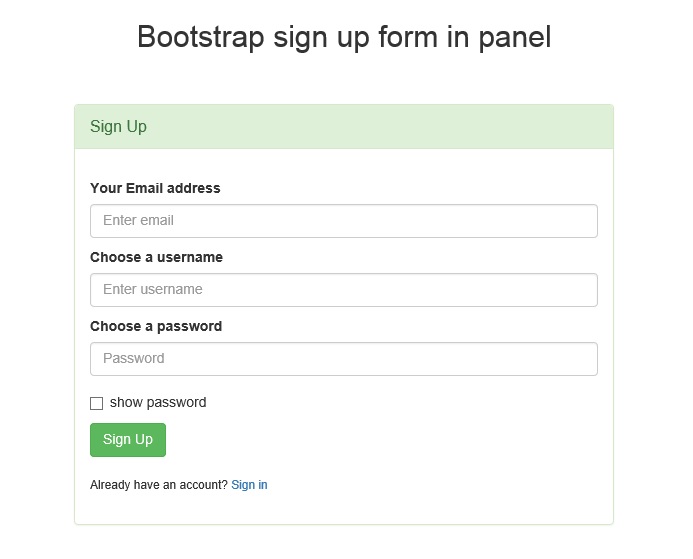 Bootstrap sign up form in panel
Sign Up
Your Email address
Enter email
Choose a username
Enter username
Choose a password
Password
show password
Sign Up
Already have an account? Sign in